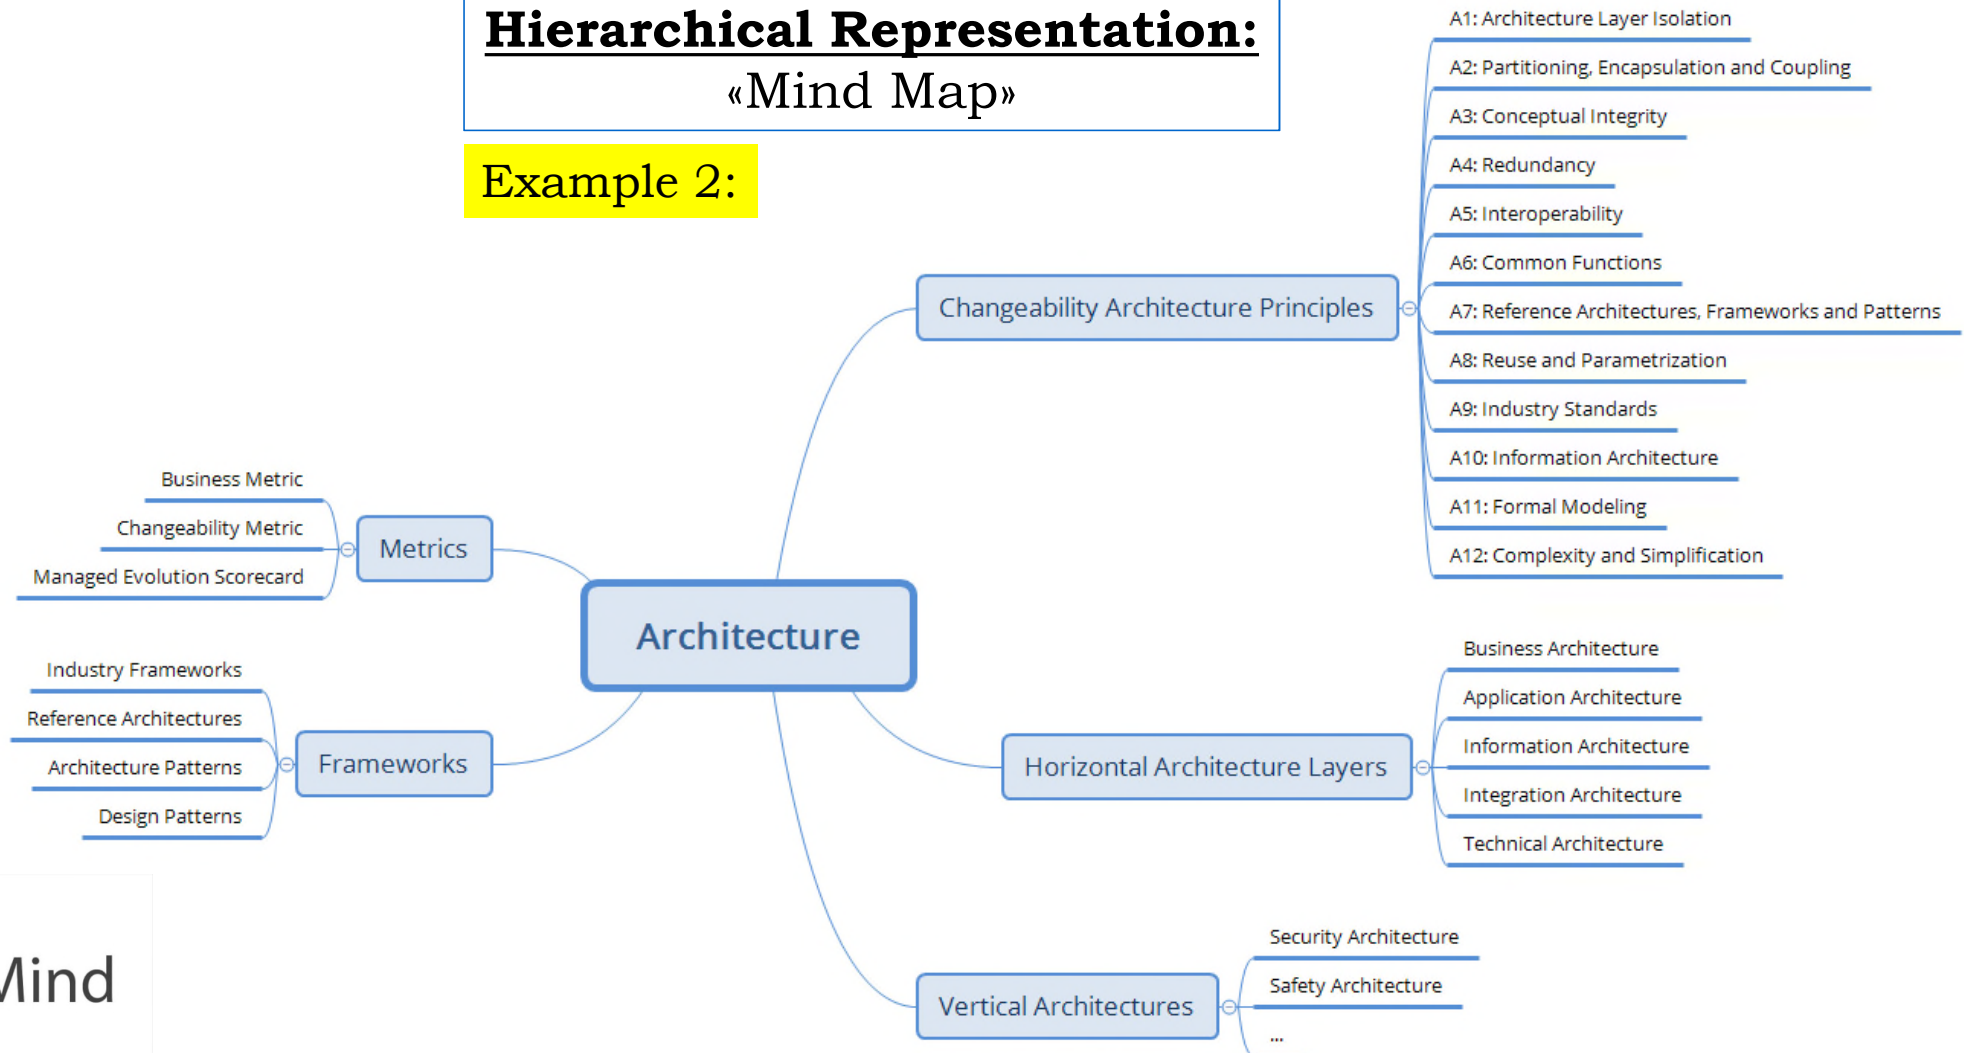 Hierarchical Representation:
«Mind Map»
Example 2:
Architecture
Changeability Architecture Principles
A1: Architecture Layer Isolation
A2: Partitioning, Encapsulation and Coupling
A3: Conceptual Integrity
A4: Redundancy
A5: Interoperability
A6: Common Functions
A7: Reference Architectures, Frameworks and Patterns
A8: Reuse and Parametrization
A9: Industry Standards
A10: Information Architecture
A11: Formal Modeling
A12: Complexity and Simplification
Horizontal Architecture Layers
Business Architecture
Application Architecture
Information Architecture
Integration Architecture
Technical Architecture
Vertical Architectures
Security Architecture
Safety Architecture
...
Metrics
Business Metric
Changeability Metric
Managed Evolution Scorecard
Frameworks
Industry Frameworks
Reference Architectures
Architecture Patterns
Design Patterns
Mind